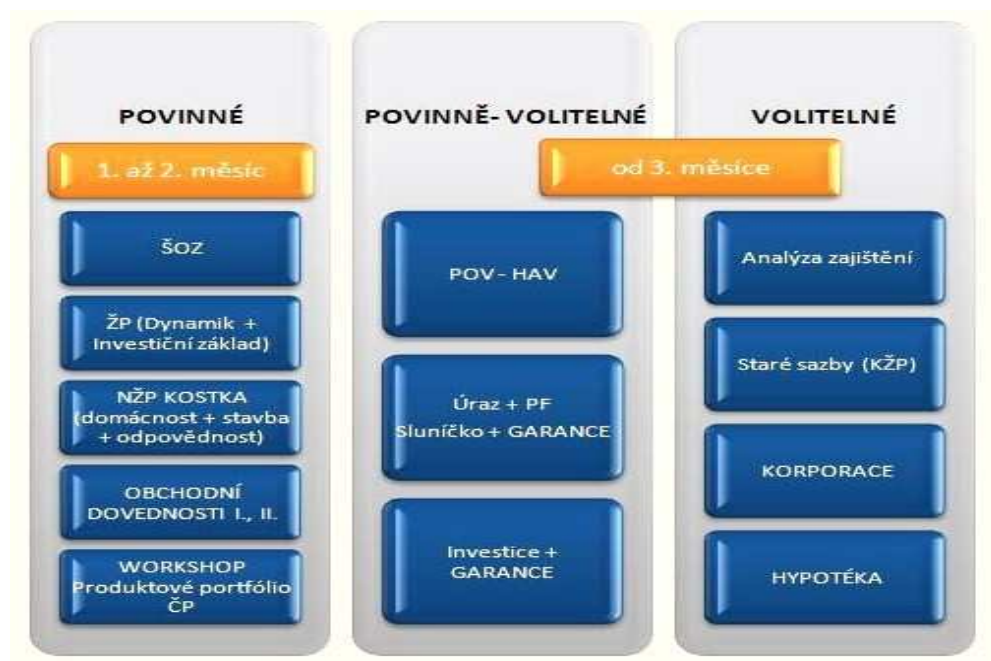 POVINNÉ
1. až 2. měsíc
ŠOZ
ŽP (Dynamik +
Investiční základ)
NŽP KOSTKA
(domácnost + stavba
+ odpovědnost)
OBCHODNÍ
DOVEDNOSTI I., II.
WORKSHOP
Produktové portfólio
ČP
POVINNĚ- VOLITELNÉ
od 3. měsíce
POV - HAV
Úraz + PF
Sluníčko + GARANCE
Investice +
GARANCE
VOLITELNÉ
Analýza zajištění
Staré sazby (KŽP)
KORPORACE
HYPOTÉKA